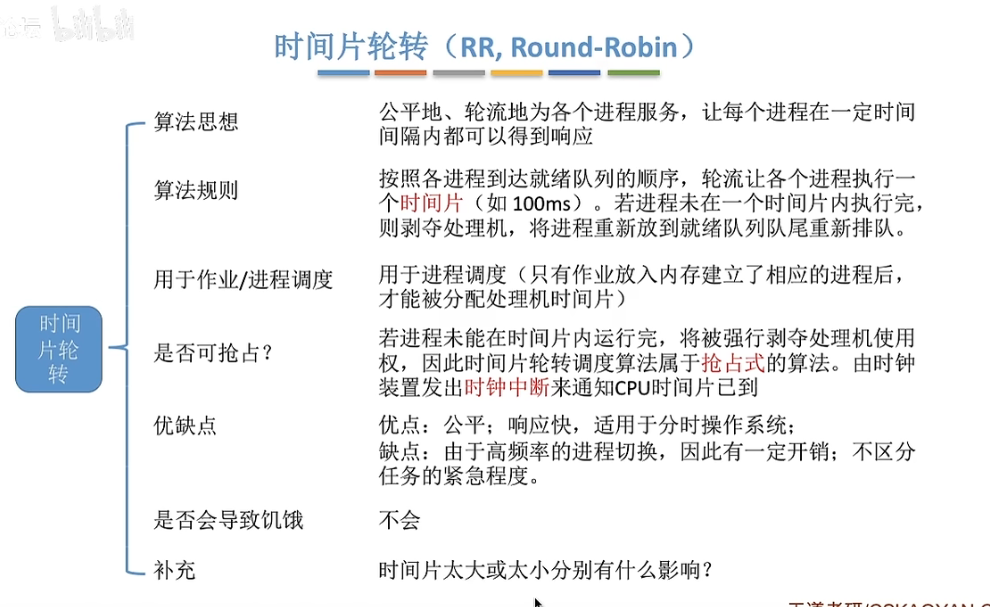 时间片轮转（RR, Round-Robin）
算法思想
公平地、轮流地为各个进程服务，让每个进程在一定时间
间隔内都可以得到响应
算法规则
按照各进程到达就绪队列的顺序，轮流让各个进程执行一
个时间片（如 100ms）。若进程未在一个时间片内执行完，
则剥夺处理机，将进程重新放到就绪队列队尾重新排队。
用于作业/进程调度
用于进程调度（只有作业放入内存建立了相应的进程后，
才能被分配处理机时间片）
时间
片轮
转
是否可抢占？
若进程未能在时间片内运行完，将被强行剥夺处理机使用
权，因此时间片轮转调度算法属于抢占式的算法。由时钟
装置发出时钟中断来通知CPU时间片已到
优缺点
优点：公平；响应快，适用于分时操作系统；
缺点：由于高频率的进程切换，因此有一定开销；不区分
任务的紧急程度。
是否会导致饥饿
不会
补充
时间片太大或太小分别有什么影响？